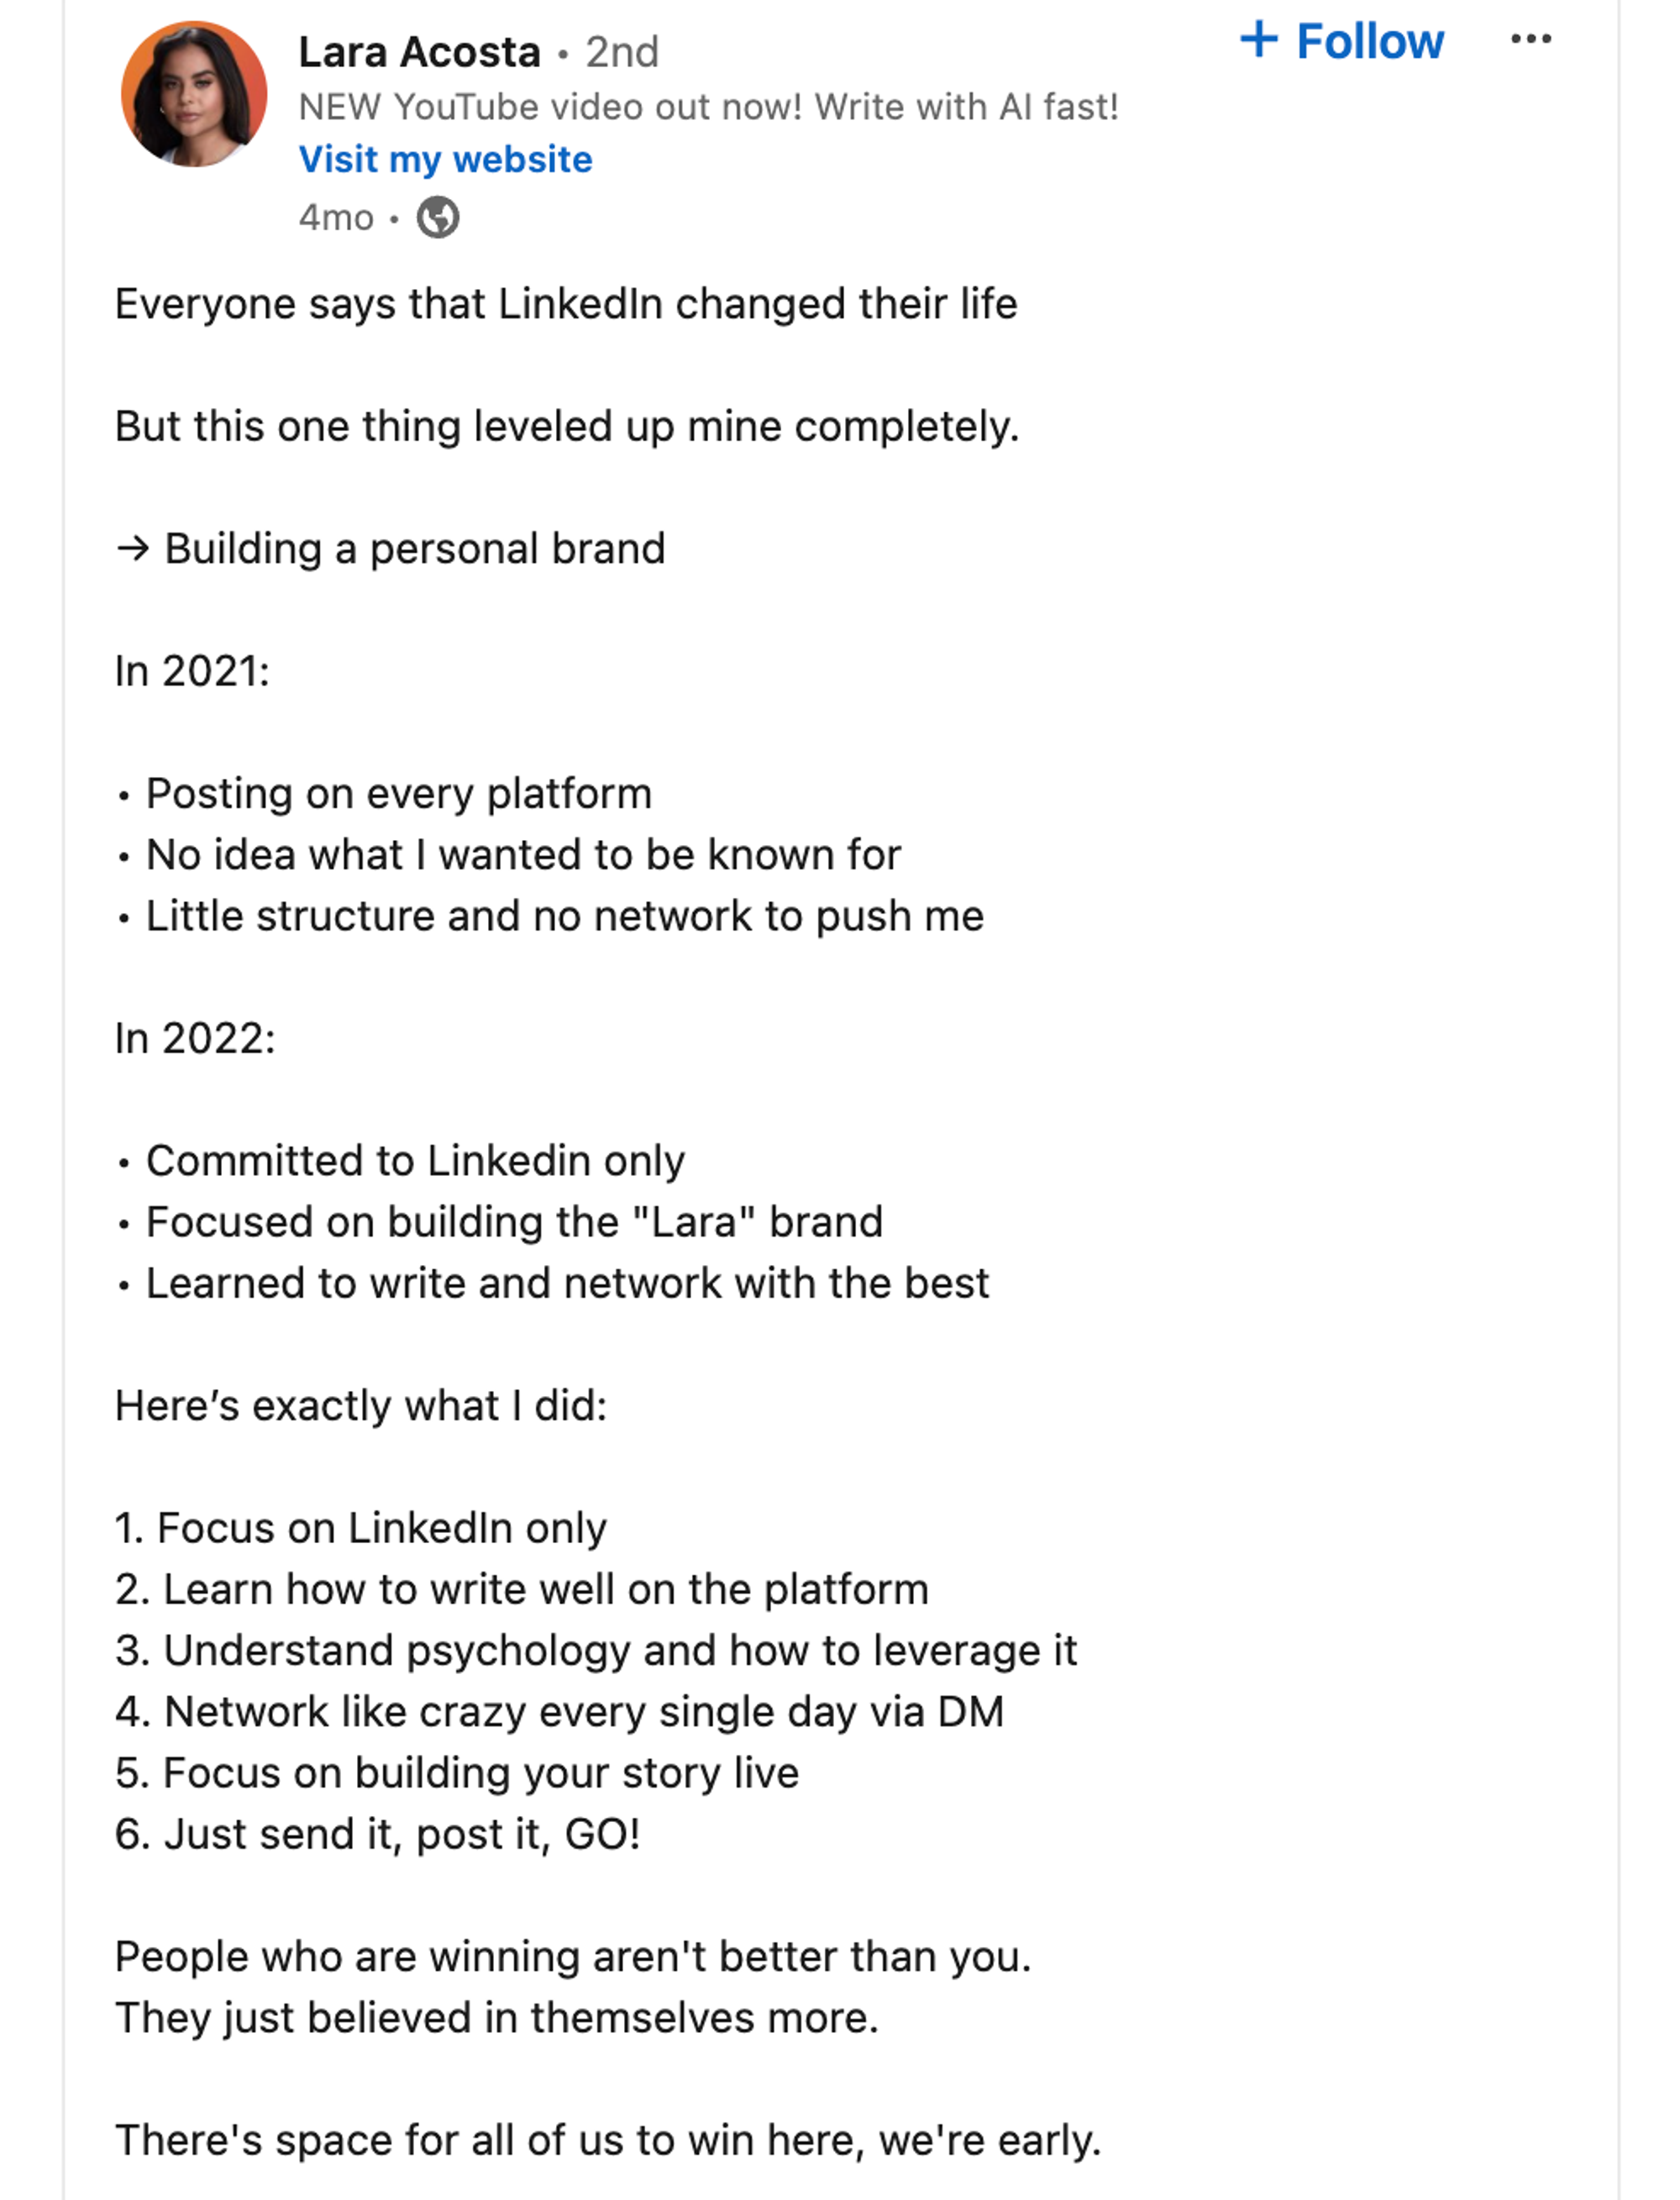 Lara Acosta • 2nd
+ Follow
NEW YouTube video out now! Write with AI fast!
Visit my website
4mo •
Everyone says that LinkedIn changed their life
But this one thing leveled up mine completely.
→ Building a personal brand
In 2021:
• Posting on every platform
• No idea what I wanted to be known for
• Little structure and no network to push me
In 2022:
• Committed to Linkedin only
• Focused on building the "Lara" brand
• Learned to write and network with the best
Here’s exactly what I did:
1. Focus on LinkedIn only
2. Learn how to write well on the platform
3. Understand psychology and how to leverage it
4. Network like crazy every single day via DM
5. Focus on building your story live
6. Just send it, post it, GO!
People who are winning aren't better than you.
They just believed in themselves more.
There's space for all of us to win here, we're early.